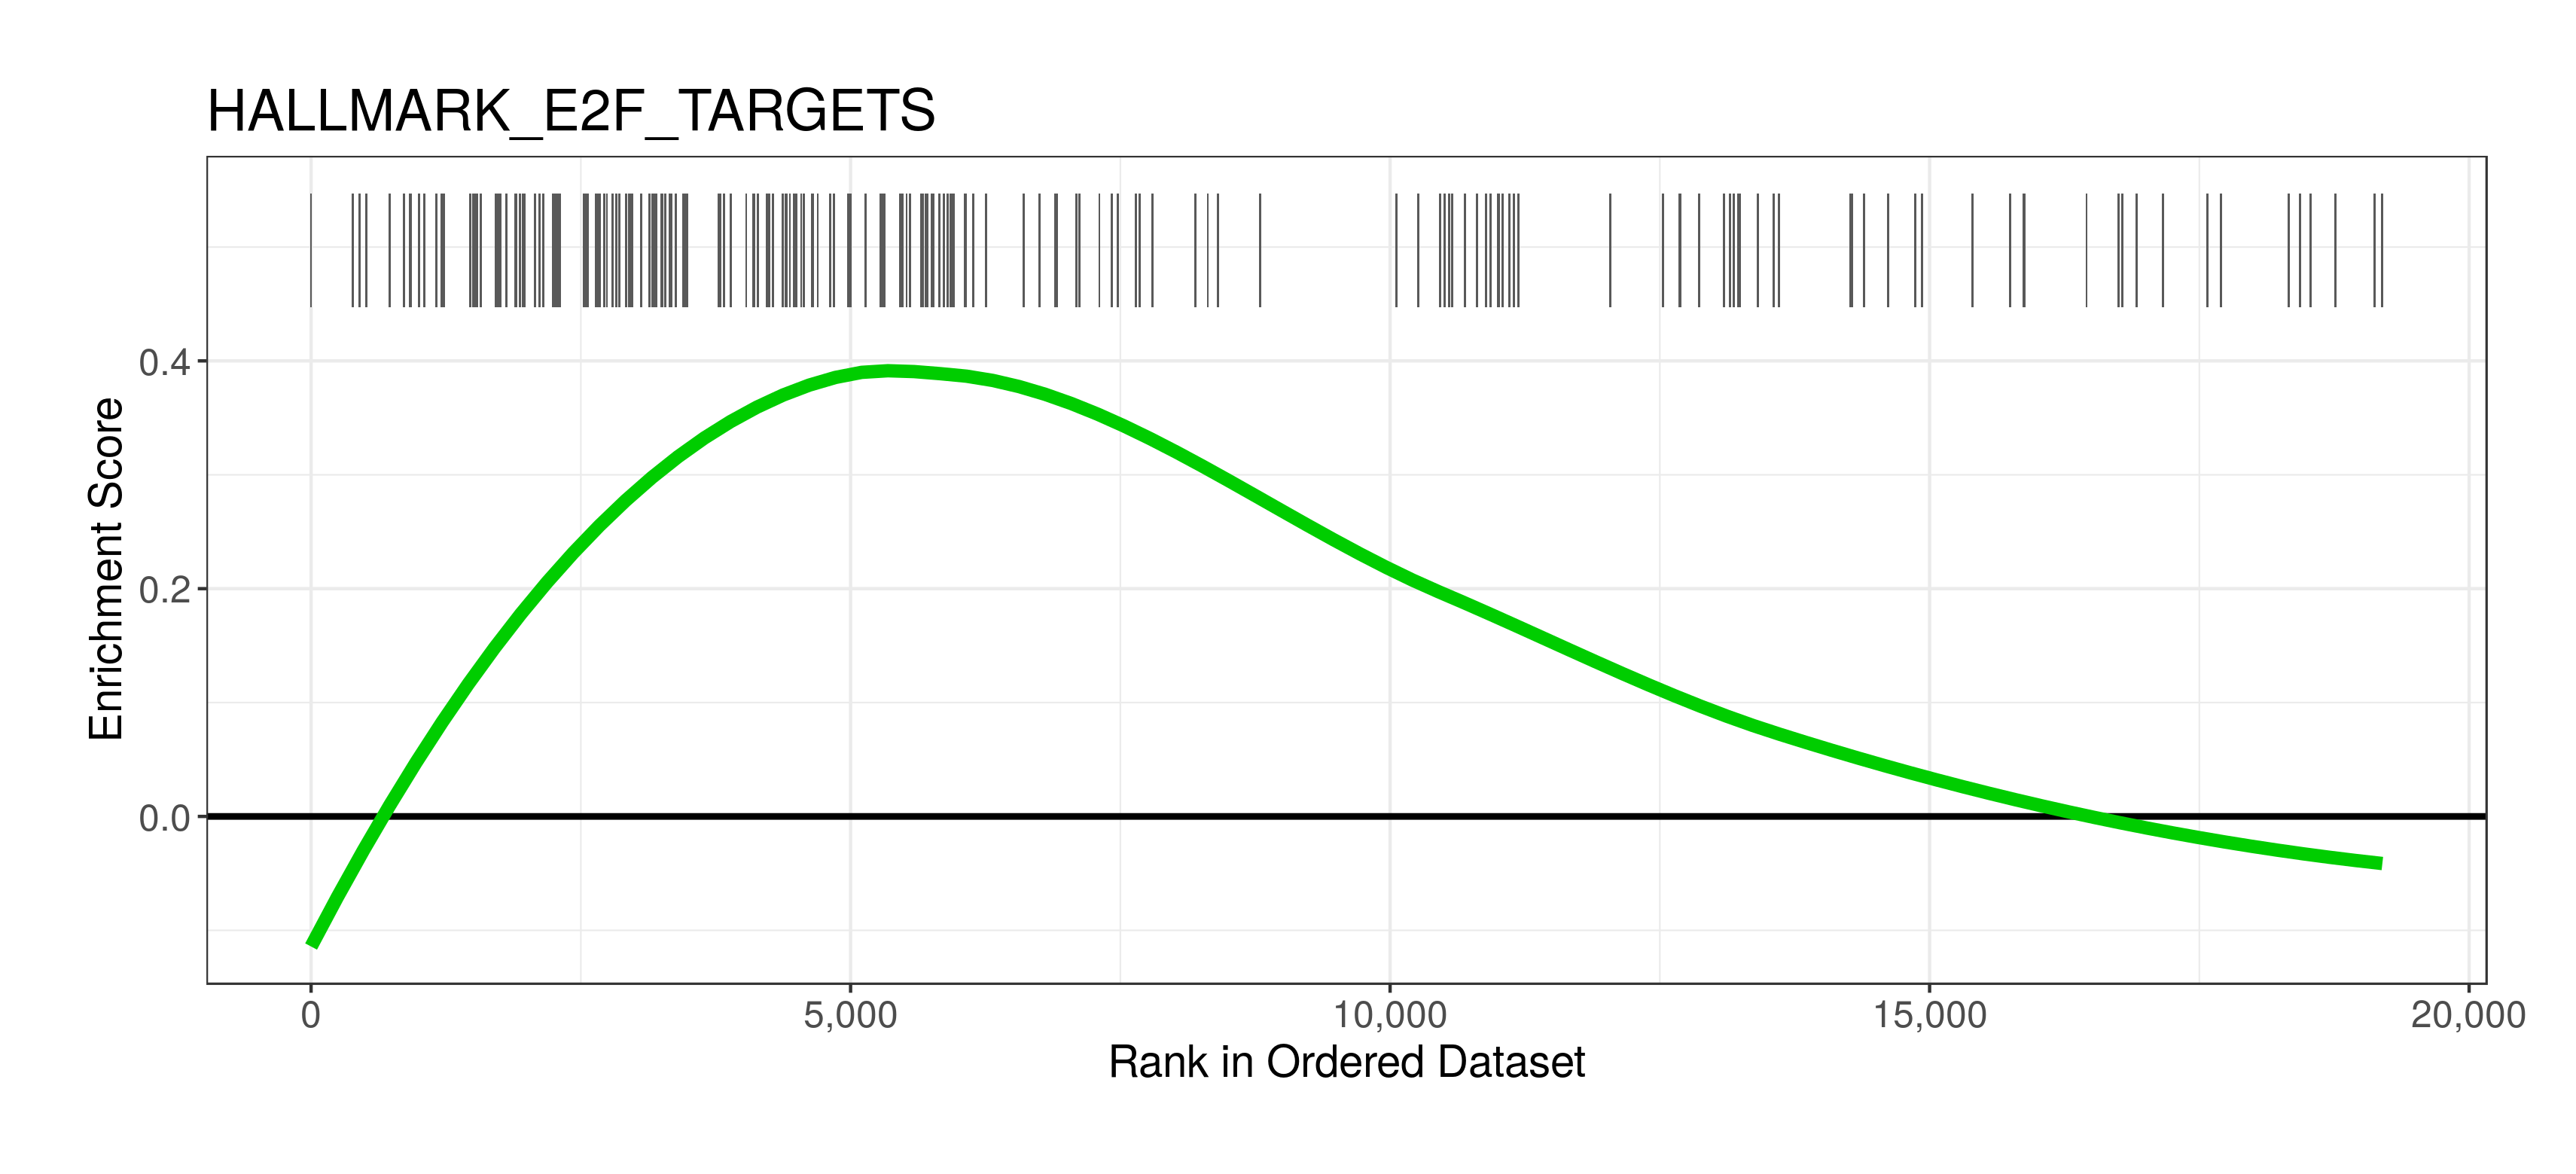 HALLMARK_E2F_TARGETS
0.4
0.2
0.0
Enrichment Score
0 5,000 10,000 15,000 20,000
Rank in Ordered Dataset